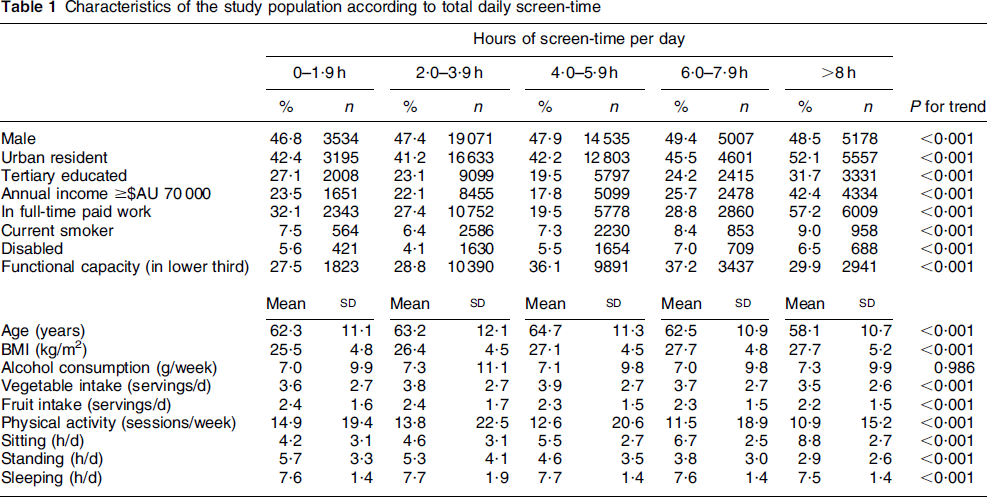 Table 1 Characteristics of the study population according to total daily screen-time
Hours of screen-time per day
0–1·9 h 2·0–3·9 h 4·0–5·9 h 6·0–7·9 h >8 h
% n % n % n % n % n P for trend
Male 46·8 3534 47·4 19 071 47·9 14 535 49·4 5007 48·5 5178 <0·001
Urban resident 42·4 3195 41·2 16 633 42·2 12 803 45·5 4601 52·1 5557 <0·001
Tertiary educated 27·1 2008 23·1 9099 19·5 5797 24·2 2415 31·7 3331 <0·001
Annual income ≥$AU 70 000 23·5 1651 22·1 8455 17·8 5099 25·7 2478 42·4 4334 <0·001
In full-time paid work 32·1 2343 27·4 10 752 19·5 5778 28·8 2860 57·2 6009 <0·001
Current smoker 7·5 564 6·4 2586 7·3 2230 8·4 853 9·0 958 <0·001
Disabled 5·6 421 4·1 1630 5·5 1654 7·0 709 6·5 688 <0·001
Functional capacity (in lower third) 27·5 1823 28·8 10 390 36·1 9891 37·2 3437 29·9 2941 <0·001
Mean SD Mean SD Mean SD Mean SD Mean SD
Age (years) 62·3 11·1 63·2 12·1 64·7 11·3 62·5 10·9 58·1 10·7 <0·001
BMI (kg/m²) 25·5 4·8 26·4 4·5 27·1 4·5 27·7 4·8 27·7 5·2 <0·001
Alcohol consumption (g/week) 7·0 9·9 7·3 11·1 7·1 9·8 7·0 9·8 7·3 9·9 0·986
Vegetable intake (servings/d) 3·6 2·7 3·8 2·7 3·9 2·7 3·7 2·7 3·5 2·6 <0·001
Fruit intake (servings/d) 2·4 1·6 2·4 1·7 2·3 1·5 2·3 1·5 2·2 1·5 <0·001
Physical activity (sessions/week) 14·9 19·4 13·8 22·5 12·6 20·6 11·5 18·9 10·9 15·2 <0·001
Sitting (h/d) 4·2 3·1 4·6 3·1 5·5 2·7 6·7 2·5 8·8 2·7 <0·001
Standing (h/d) 5·7 3·3 5·3 4·1 4·6 3·5 3·8 3·0 2·9 2·6 <0·001
Sleeping (h/d) 7·6 1·4 7·7 1·9 7·7 1·4 7·6 1·4 7·5 1·4 <0·001